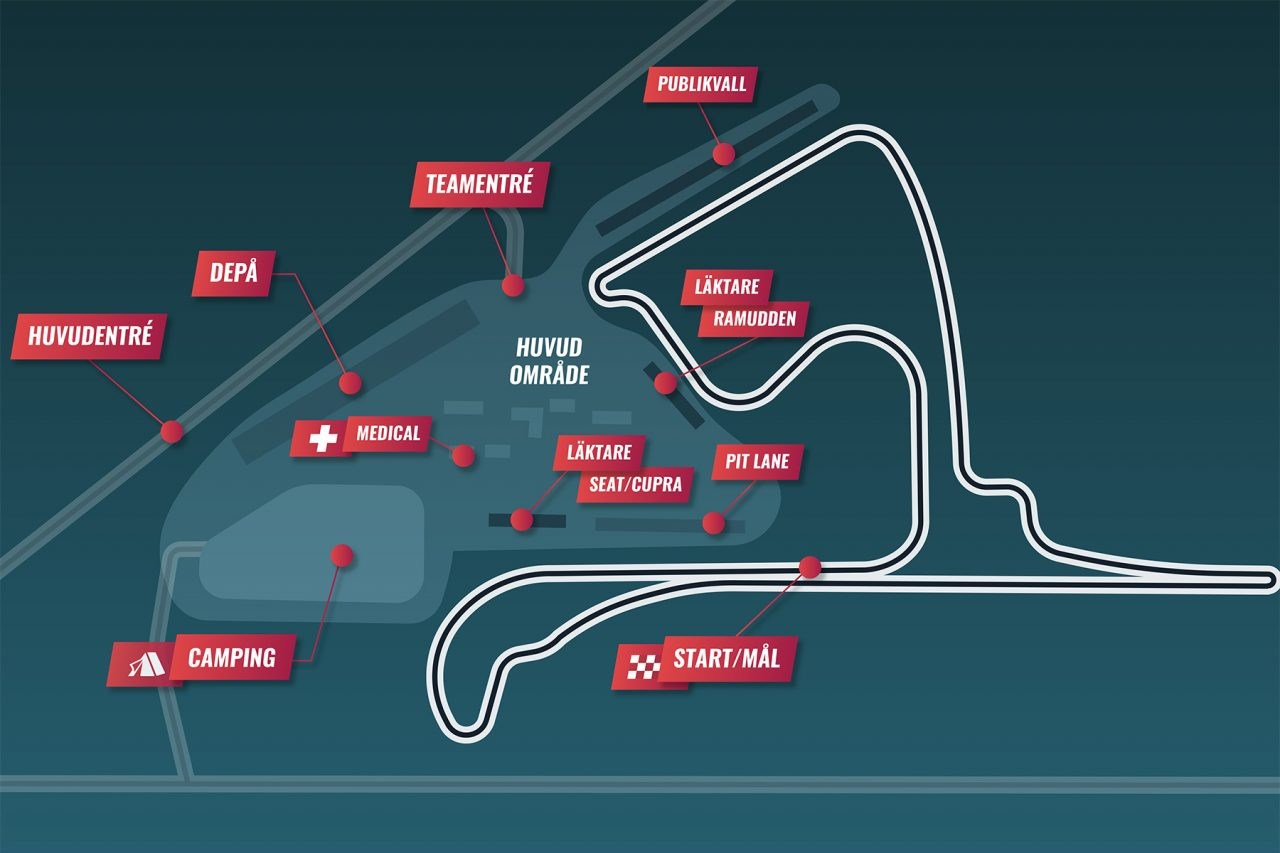 PUBLIKVALL
TEAMENTRÉ
DEPÅ
LÄKTARE
RAMUDDEN
HUVUDENTRÉ
HUVUD
OMRÅDE
MEDICAL
LÄKTARE
SEAT/CUPRA
PIT LANE
CAMPING
START/MÅL